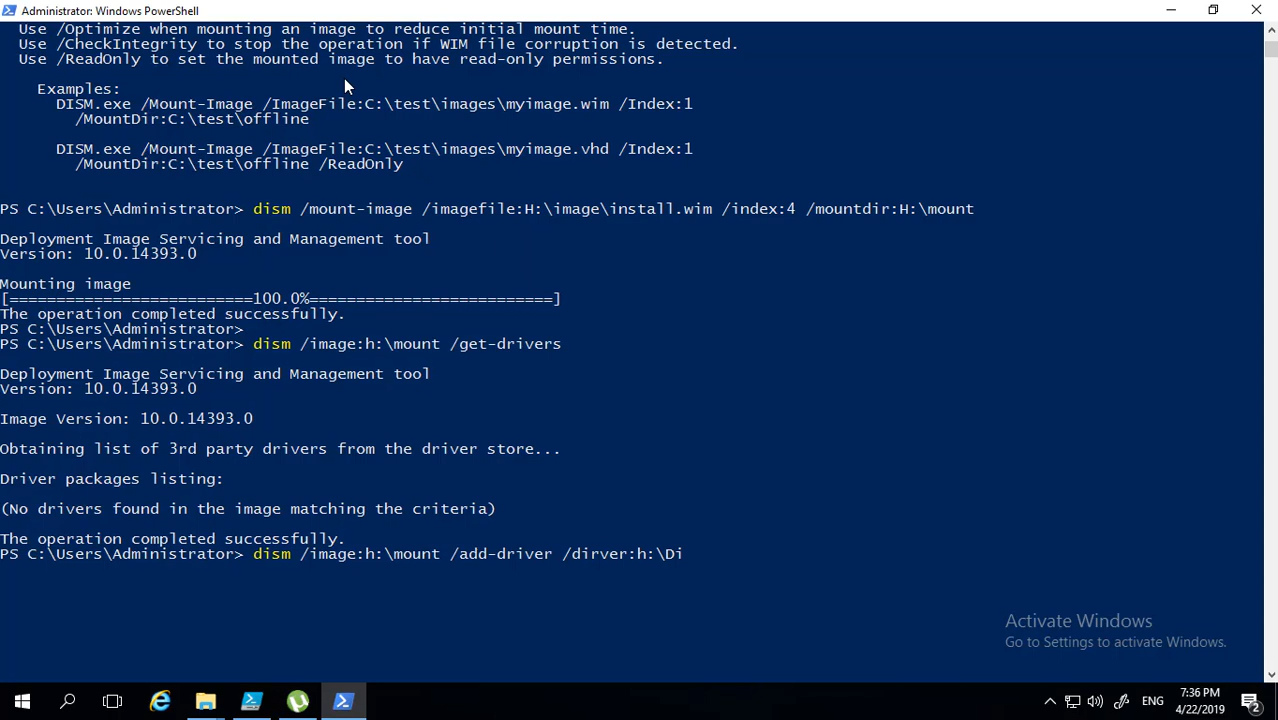 Administrator: Windows PowerShell
Use /Optimize when mounting an image to reduce initial mount time.
Use /CheckIntegrity to stop the operation if WIM file corruption is detected.
Use /ReadOnly to set the mounted image to have read-only permissions.
Examples:
DISM.exe /Mount-Image /ImageFile:C:\test\images\myimage.wim /Index:1
/MountDir:C:\test\offline
DISM.exe /Mount-Image /ImageFile:C:\test\images\myimage.vhd /Index:1
/MountDir:C:\test\offline /ReadOnly
PS C:\Users\Administrator> dism /mount-image /imagefile:H:\image\install.wim /index:4 /mountdir:H:\mount
Deployment Image Servicing and Management tool
Version: 10.0.14393.0
Mounting image
[==========================100.0%==========================]
The operation completed successfully.
PS C:\Users\Administrator>
PS C:\Users\Administrator> dism /image:h:\mount /get-drivers
Deployment Image Servicing and Management tool
Version: 10.0.14393.0
Image Version: 10.0.14393.0
Obtaining list of 3rd party drivers from the driver store...
Driver packages listing:
(No drivers found in the image matching the criteria)
The operation completed successfully.
PS C:\Users\Administrator> dism /image:h:\mount /add-driver /dirver:h:\Di
Activate Windows
Go to Settings to activate Windows.
ENG
7:36 PM
4/22/2019
2